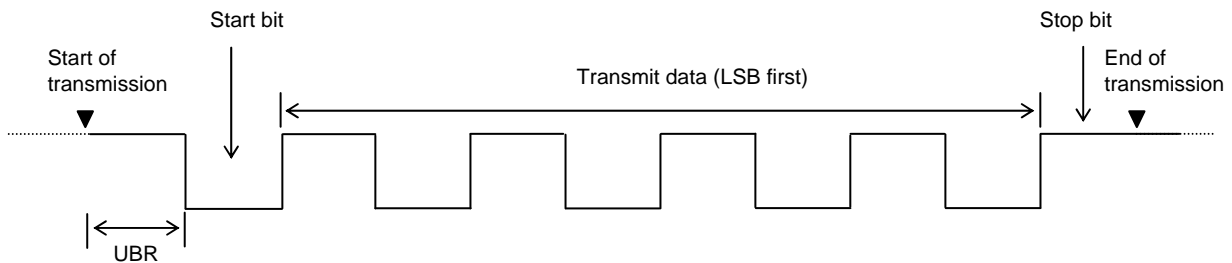 Start bit
Stop bit
Start of
transmission
End of
transmission
Transmit data (LSB first)
UBR